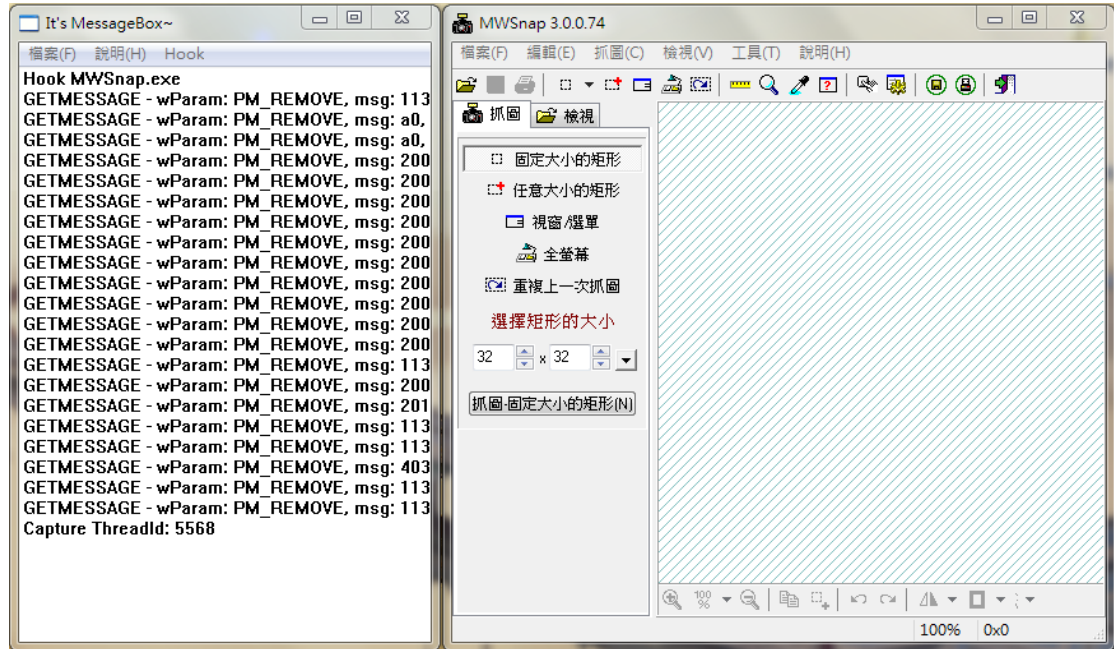 It's MessageBox~
檔案(F) 說明(H) Hook
Hook MWSnap.exe
GETMESSAGE - wParam: PM_REMOVE, msg: 113
GETMESSAGE - wParam: PM_REMOVE, msg: a0,
GETMESSAGE - wParam: PM_REMOVE, msg: a0,
GETMESSAGE - wParam: PM_REMOVE, msg: 200
GETMESSAGE - wParam: PM_REMOVE, msg: 200
GETMESSAGE - wParam: PM_REMOVE, msg: 200
GETMESSAGE - wParam: PM_REMOVE, msg: 200
GETMESSAGE - wParam: PM_REMOVE, msg: 200
GETMESSAGE - wParam: PM_REMOVE, msg: 200
GETMESSAGE - wParam: PM_REMOVE, msg: 200
GETMESSAGE - wParam: PM_REMOVE, msg: 200
GETMESSAGE - wParam: PM_REMOVE, msg: 200
GETMESSAGE - wParam: PM_REMOVE, msg: 200
GETMESSAGE - wParam: PM_REMOVE, msg: 113
GETMESSAGE - wParam: PM_REMOVE, msg: 200
GETMESSAGE - wParam: PM_REMOVE, msg: 201
GETMESSAGE - wParam: PM_REMOVE, msg: 113
GETMESSAGE - wParam: PM_REMOVE, msg: 113
GETMESSAGE - wParam: PM_REMOVE, msg: 403
GETMESSAGE - wParam: PM_REMOVE, msg: 113
GETMESSAGE - wParam: PM_REMOVE, msg: 113
Capture ThreadId: 5568
MWSnap 3.0.0.74
檔案(F) 編輯(E) 抓圖(C) 檢視(V) 工具(T) 說明(H)
抓圖 檢視
固定大小的矩形
任意大小的矩形
視窗/選單
全螢幕
重複上一次抓圖
選擇矩形的大小
32 x 32
抓圖-固定大小的矩形(N)
100%
100% 0x0